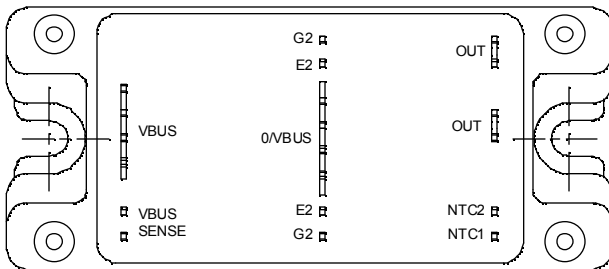 G2
OUT
E2
VBUS
0/VBUS
OUT
VBUS
SENSE
E2
G2
NTC2
NTC1